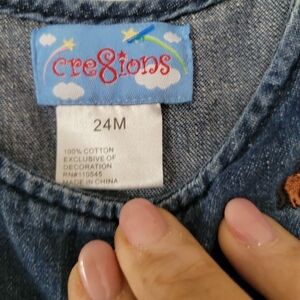 cre8ions
24M
100% COTTON
EXCLUSIVE OF
DECORATION
RN#110545
MADE IN CHINA